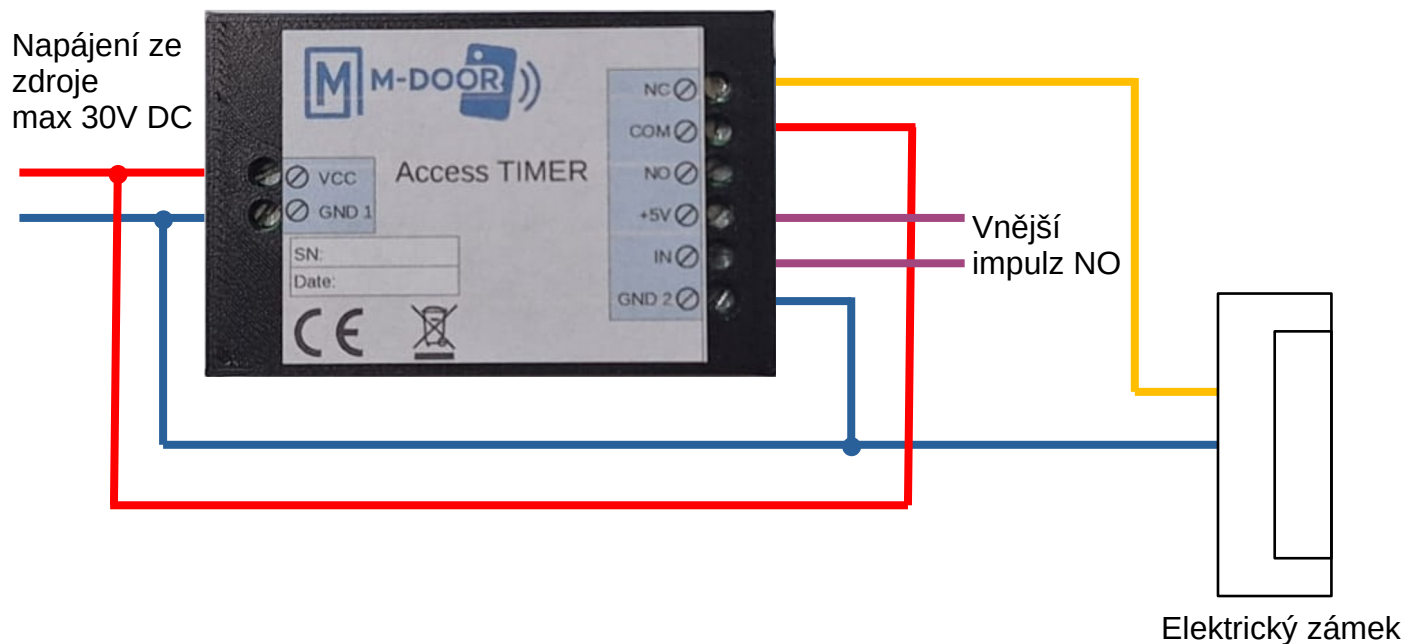 Napájení ze
zdroje
max 30V DC
M M-DOOR
Access TIMER
VCC
GND 1
SN:
Date:
CE
NC
COM
NO
+5V
IN
GND 2
Vnější
impulz NO
Elektrický zámek